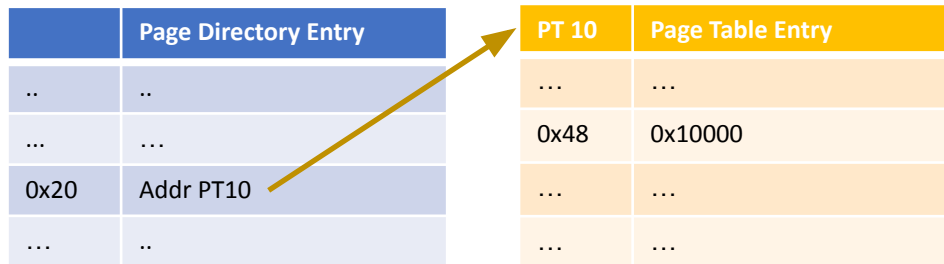 Page Directory Entry
.. ..
... …
0x20 Addr PT10
… ..
PT 10 Page Table Entry
… …
0x48 0x10000
… …
… …